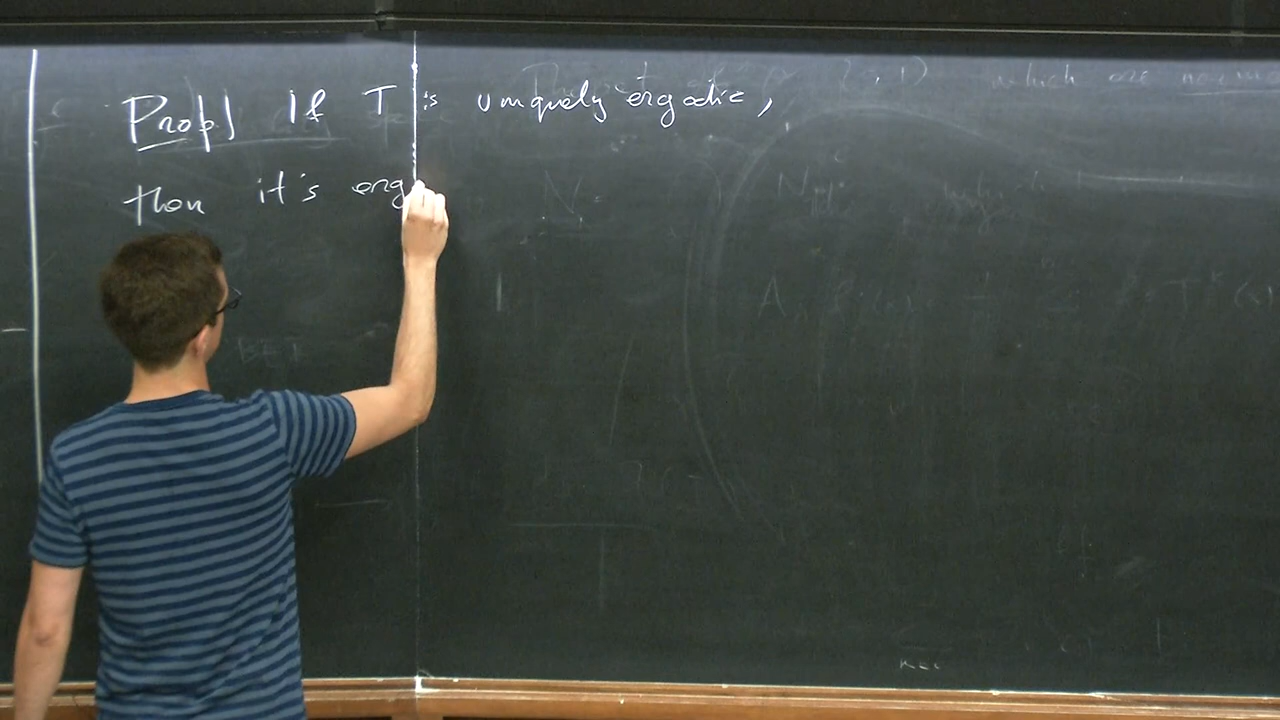 Prop| If T is uniquely ergodic,
then it's erg